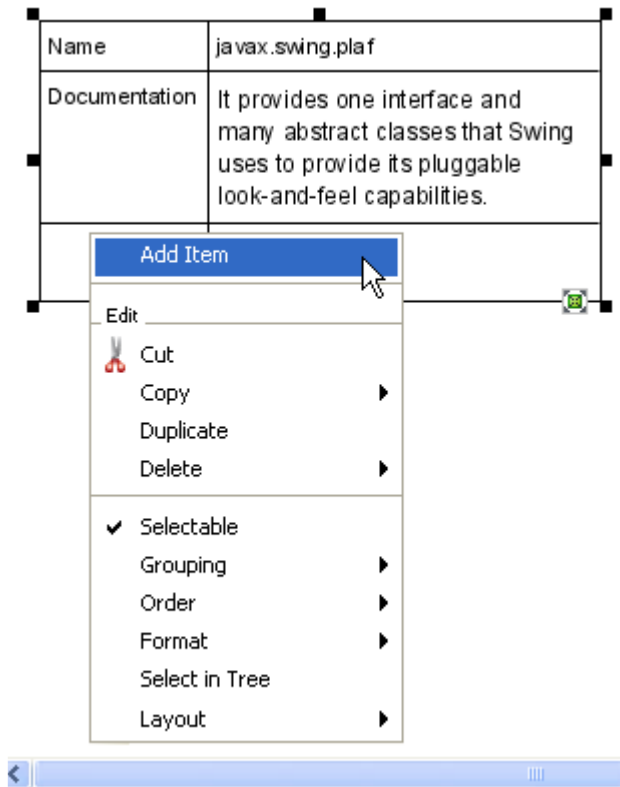 Name javax.swing.plaf
Documentation It provides one interface and
many abstract classes that Swing
uses to provide its pluggable
look-and-feel capabilities.
Add Item
Edit
Cut
Copy
Duplicate
Delete
Selectable
Grouping
Order
Format
Select in Tree
Layout